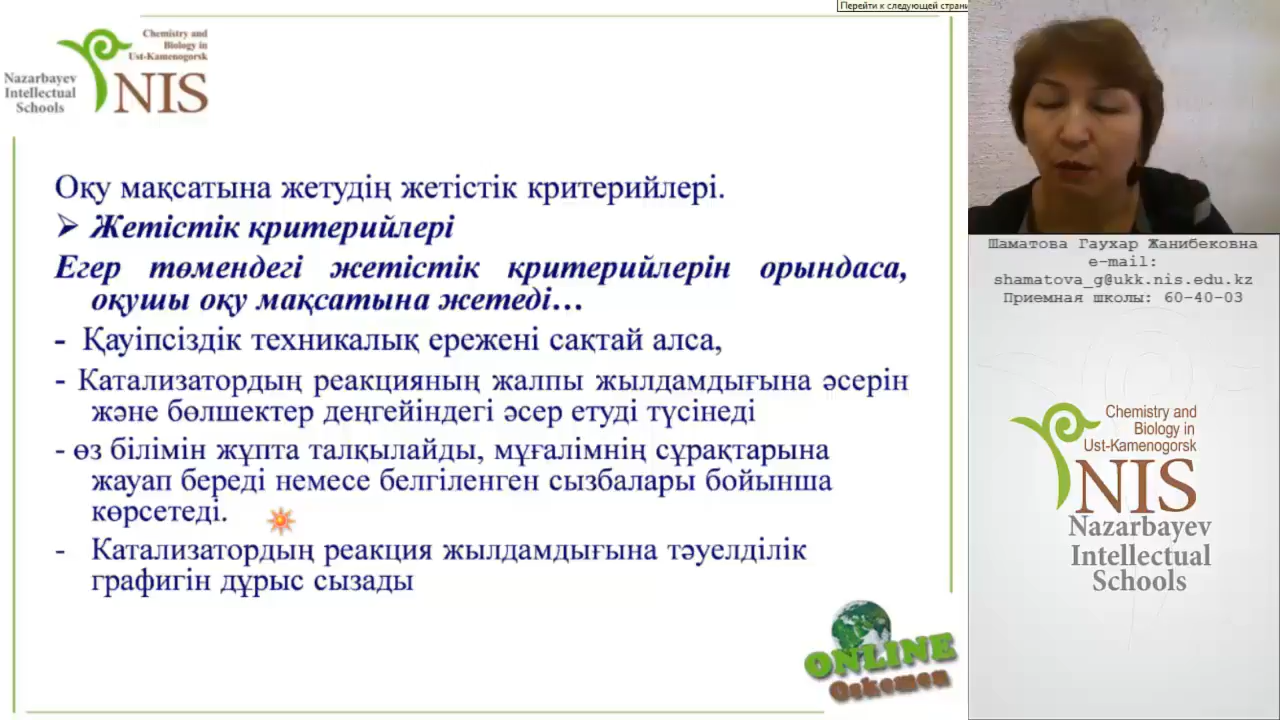 Перейти к следующей страни
Chemistry and
Biology in
Ust-Kamenogorsk
Nazarbayev
Intellectual
Schools
NIS
Оқу мақсатына жетудің жетістік критерийлері.
Жетістік критерийлері
Егер төмендегі жетістік критерийлерін орындаса,
оқушы оқу мақсатына жетеді…
- Қауіпсіздік техникалық ережені сақтай алса,
- Катализатордың реакцияның жалпы жылдамдығына әсерін
және бөлшектер деңгейіндегі әсер етуді түсінеді
- өз білімін жұпта талқылайды, мұғалімнің сұрақтарына
жауап береді немесе белгіленген сызбалары бойынша
көрсетеді.
- Катализатордың реакция жылдамдығына тәуелділік
графигін дұрыс сызады
ONLINE
Oskemen
Шаматова Гаухар Жанибековна
e-mail:
shamatova_g@ukk.nis.edu.kz
Приемная школы: 60-40-03
Chemistry and
Biology in
Ust-Kamenogorsk
NIS
Nazarbayev
Intellectual
Schools